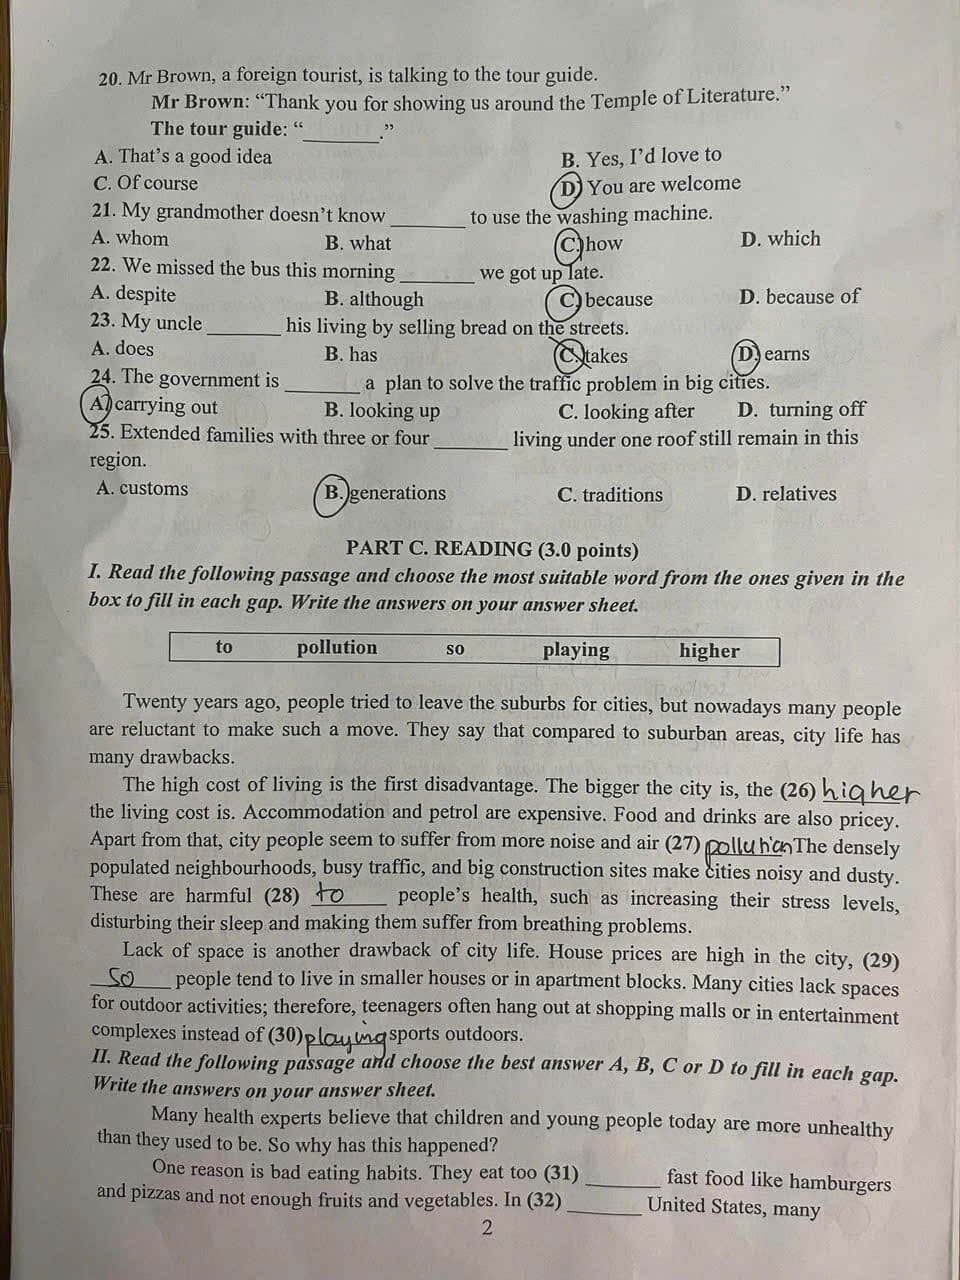 20. Mr Brown, a foreign tourist, is talking to the tour guide.
Mr Brown: “Thank you for showing us around the Temple of Literature.”
The tour guide: “________.”
A. That’s a good idea B. Yes, I’d love to
C. Of course D. You are welcome
21. My grandmother doesn’t know ________ to use the washing machine.
A. whom B. what C. how D. which
22. We missed the bus this morning ________ we got up late.
A. despite B. although C. because D. because of
23. My uncle ________ his living by selling bread on the streets.
A. does B. has C. takes D. earns
24. The government is ________ a plan to solve the traffic problem in big cities.
A. carrying out B. looking up C. looking after D. turning off
25. Extended families with three or four ________ living under one roof still remain in this
region.
A. customs B. generations C. traditions D. relatives
PART C. READING (3.0 points)
I. Read the following passage and choose the most suitable word from the ones given in the
box to fill in each gap. Write the answers on your answer sheet.
to pollution so playing higher
Twenty years ago, people tried to leave the suburbs for cities, but nowadays many people
are reluctant to make such a move. They say that compared to suburban areas, city life has
many drawbacks.
The high cost of living is the first disadvantage. The bigger the city is, the (26) higher
the living cost is. Accommodation and petrol are expensive. Food and drinks are also pricey.
Apart from that, city people seem to suffer from more noise and air (27) pollution The densely
populated neighbourhoods, busy traffic, and big construction sites make cities noisy and dusty.
These are harmful (28) to people’s health, such as increasing their stress levels,
disturbing their sleep and making them suffer from breathing problems.
Lack of space is another drawback of city life. House prices are high in the city, (29)
so people tend to live in smaller houses or in apartment blocks. Many cities lack spaces
for outdoor activities; therefore, teenagers often hang out at shopping malls or in entertainment
complexes instead of (30) playing sports outdoors.
II. Read the following passage and choose the best answer A, B, C or D to fill in each gap.
Write the answers on your answer sheet.
Many health experts believe that children and young people today are more unhealthy
than they used to be. So why has this happened?
One reason is bad eating habits. They eat too (31) ________ fast food like hamburgers
and pizzas and not enough fruits and vegetables. In (32) ________ United States, many
2